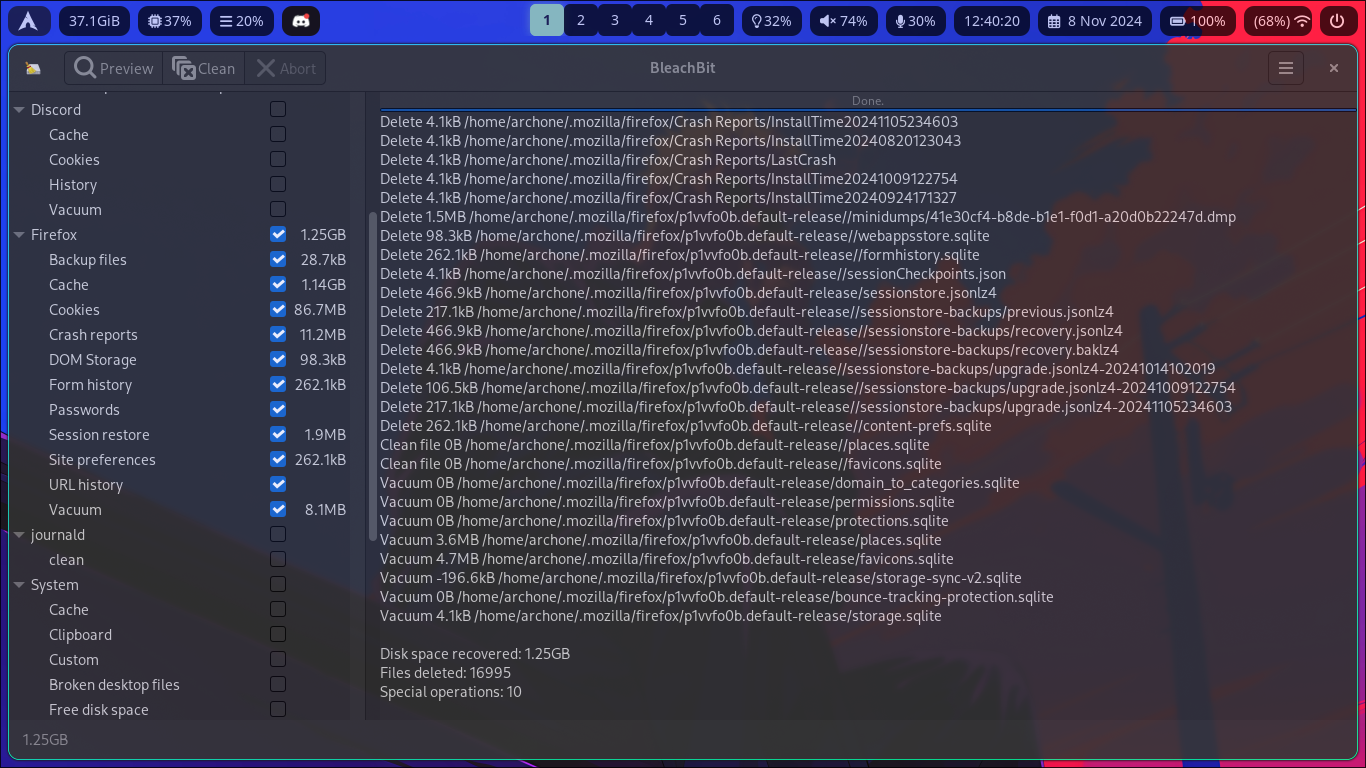 37.1GiB 37% 20% 1 2 3 4 5 6 32% 74% 30% 12:40:20 8 Nov 2024 100% (68%)
Preview Clean Abort BleachBit
Discord
Cache
Cookies
History
Vacuum
Firefox 1.25GB
Backup files 28.7kB
Cache 1.14GB
Cookies 86.7MB
Crash reports 11.2MB
DOM Storage 98.3kB
Form history 262.1kB
Passwords
Session restore 1.9MB
Site preferences 262.1kB
URL history
Vacuum 8.1MB
journald
clean
System
Cache
Clipboard
Custom
Broken desktop files
Free disk space
Done.
Delete 4.1kB /home/archone/.mozilla/firefox/Crash Reports/InstallTime20241105234603
Delete 4.1kB /home/archone/.mozilla/firefox/Crash Reports/InstallTime20240820123043
Delete 4.1kB /home/archone/.mozilla/firefox/Crash Reports/LastCrash
Delete 4.1kB /home/archone/.mozilla/firefox/Crash Reports/InstallTime20241009122754
Delete 4.1kB /home/archone/.mozilla/firefox/Crash Reports/InstallTime20240924171327
Delete 1.5MB /home/archone/.mozilla/firefox/p1vvfo0b.default-release//minidumps/41e30cf4-b8de-b1e1-f0d1-a20d0b22247d.dmp
Delete 98.3kB /home/archone/.mozilla/firefox/p1vvfo0b.default-release//webappsstore.sqlite
Delete 262.1kB /home/archone/.mozilla/firefox/p1vvfo0b.default-release//formhistory.sqlite
Delete 4.1kB /home/archone/.mozilla/firefox/p1vvfo0b.default-release//sessionCheckpoints.json
Delete 466.9kB /home/archone/.mozilla/firefox/p1vvfo0b.default-release/sessionstore.jsonlz4
Delete 217.1kB /home/archone/.mozilla/firefox/p1vvfo0b.default-release//sessionstore-backups/previous.jsonlz4
Delete 466.9kB /home/archone/.mozilla/firefox/p1vvfo0b.default-release//sessionstore-backups/recovery.jsonlz4
Delete 466.9kB /home/archone/.mozilla/firefox/p1vvfo0b.default-release//sessionstore-backups/recovery.baklz4
Delete 4.1kB /home/archone/.mozilla/firefox/p1vvfo0b.default-release//sessionstore-backups/upgrade.jsonlz4-20241014102019
Delete 106.5kB /home/archone/.mozilla/firefox/p1vvfo0b.default-release//sessionstore-backups/upgrade.jsonlz4-20241009122754
Delete 217.1kB /home/archone/.mozilla/firefox/p1vvfo0b.default-release//sessionstore-backups/upgrade.jsonlz4-20241105234603
Delete 262.1kB /home/archone/.mozilla/firefox/p1vvfo0b.default-release//content-prefs.sqlite
Clean file 0B /home/archone/.mozilla/firefox/p1vvfo0b.default-release//places.sqlite
Clean file 0B /home/archone/.mozilla/firefox/p1vvfo0b.default-release//favicons.sqlite
Vacuum 0B /home/archone/.mozilla/firefox/p1vvfo0b.default-release/domain_to_categories.sqlite
Vacuum 0B /home/archone/.mozilla/firefox/p1vvfo0b.default-release/permissions.sqlite
Vacuum 0B /home/archone/.mozilla/firefox/p1vvfo0b.default-release/protections.sqlite
Vacuum 3.6MB /home/archone/.mozilla/firefox/p1vvfo0b.default-release/places.sqlite
Vacuum 4.7MB /home/archone/.mozilla/firefox/p1vvfo0b.default-release/favicons.sqlite
Vacuum -196.6kB /home/archone/.mozilla/firefox/p1vvfo0b.default-release/storage-sync-v2.sqlite
Vacuum 0B /home/archone/.mozilla/firefox/p1vvfo0b.default-release/bounce-tracking-protection.sqlite
Vacuum 4.1kB /home/archone/.mozilla/firefox/p1vvfo0b.default-release/storage.sqlite
Disk space recovered: 1.25GB
Files deleted: 16995
Special operations: 10
1.25GB